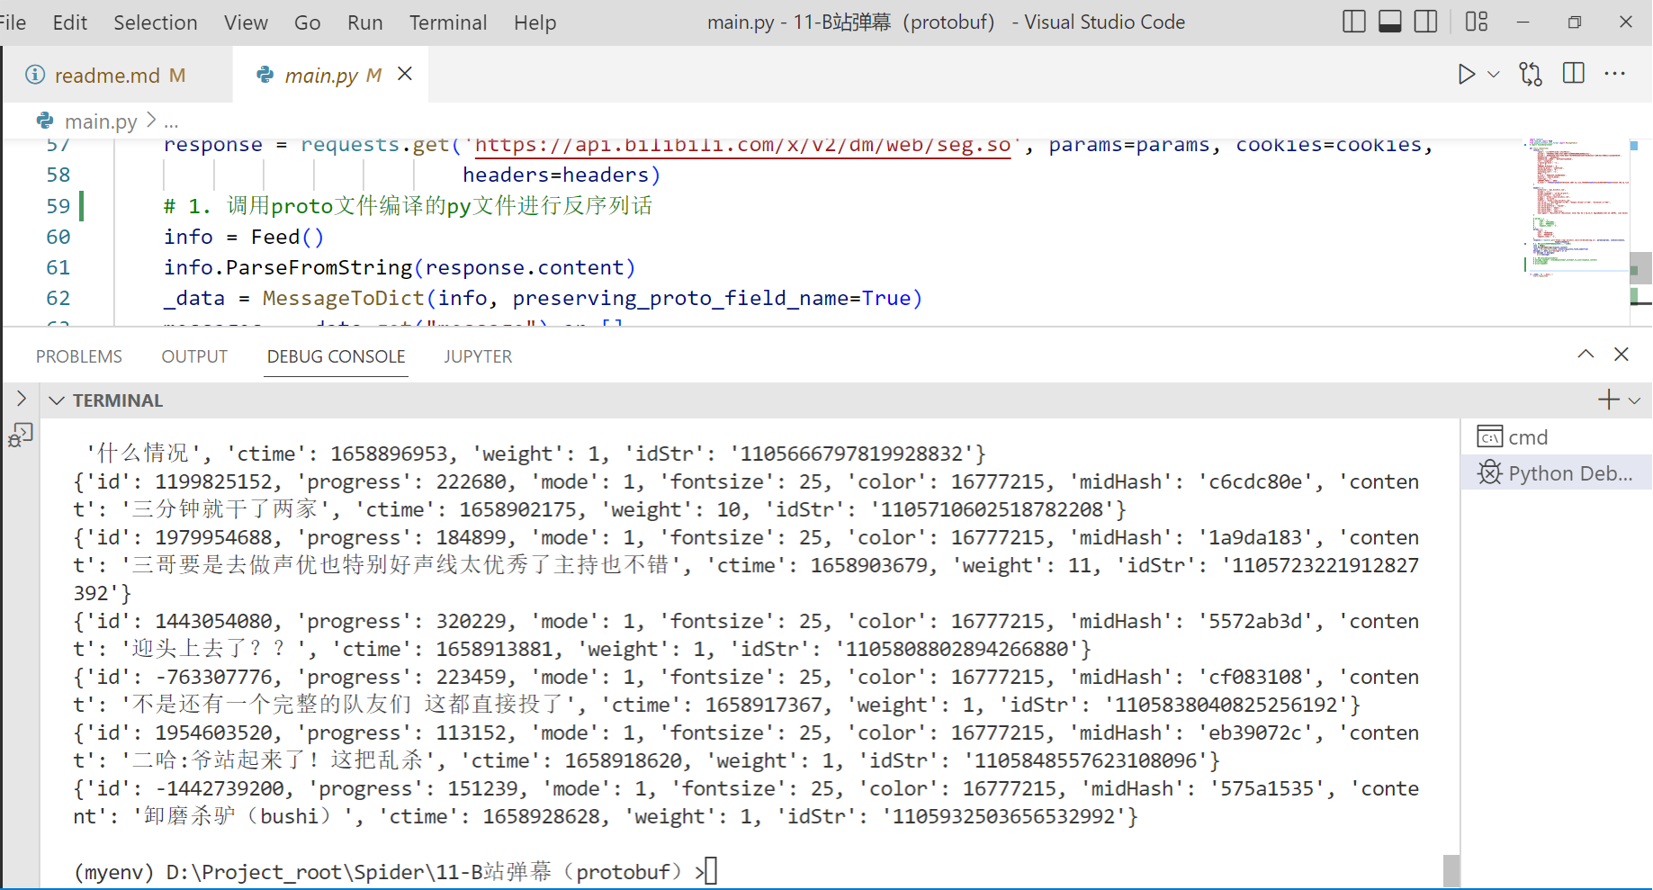 File Edit Selection View Go Run Terminal Help main.py - 11-B站弹幕（protobuf） - Visual Studio Code
readme.md M main.py M
main.py > ...
57 response = requests.get('https://api.bilibili.com/x/v2/dm/web/seg.so', params=params, cookies=cookies,
58 headers=headers)
59 # 1. 调用proto文件编译的py文件进行反序列话
60 info = Feed()
61 info.ParseFromString(response.content)
62 _data = MessageToDict(info, preserving_proto_field_name=True)
PROBLEMS OUTPUT DEBUG CONSOLE JUPYTER
TERMINAL
cmd
Python Deb...
'什么情况', 'ctime': 1658896953, 'weight': 1, 'idStr': '1105666797819928832'}
{'id': 1199825152, 'progress': 222680, 'mode': 1, 'fontsize': 25, 'color': 16777215, 'midHash': 'c6cdc80e', 'conten
t': '三分钟就干了两家', 'ctime': 1658902175, 'weight': 10, 'idStr': '1105710602518782208'}
{'id': 1979954688, 'progress': 184899, 'mode': 1, 'fontsize': 25, 'color': 16777215, 'midHash': '1a9da183', 'conten
t': '三哥要是去做声优也特别好声线太优秀了主持也不错', 'ctime': 1658903679, 'weight': 11, 'idStr': '1105723221912827
392'}
{'id': 1443054080, 'progress': 320229, 'mode': 1, 'fontsize': 25, 'color': 16777215, 'midHash': '5572ab3d', 'conten
t': '迎头上去了？？', 'ctime': 1658913881, 'weight': 1, 'idStr': '1105808802894266880'}
{'id': -763307776, 'progress': 223459, 'mode': 1, 'fontsize': 25, 'color': 16777215, 'midHash': 'cf083108', 'conten
t': '不是还有一个完整的队友们 这都直接投了', 'ctime': 1658917367, 'weight': 1, 'idStr': '1105838040825256192'}
{'id': 1954603520, 'progress': 113152, 'mode': 1, 'fontsize': 25, 'color': 16777215, 'midHash': 'eb39072c', 'conten
t': '二哈:爷站起来了！这把乱杀', 'ctime': 1658918620, 'weight': 1, 'idStr': '1105848557623108096'}
{'id': -1442739200, 'progress': 151239, 'mode': 1, 'fontsize': 25, 'color': 16777215, 'midHash': '575a1535', 'conte
nt': '卸磨杀驴（bushi）', 'ctime': 1658928628, 'weight': 1, 'idStr': '1105932503656532992'}
(myenv) D:\Project_root\Spider\11-B站弹幕（protobuf）>